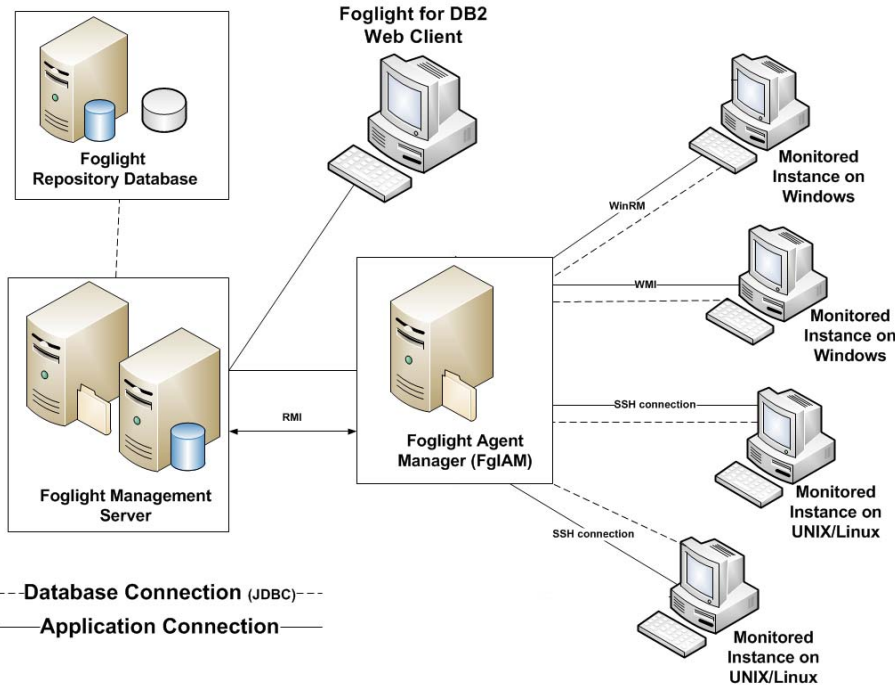 Foglight for DB2
Web Client
Foglight
Repository Database
Monitored
Instance on
Windows
WinRM
WMI
Monitored
Instance on
Windows
SSH connection
RMI
Foglight Agent
Manager (FglAM)
Foglight Management
Server
Monitored
Instance on
UNIX/Linux
SSH connection
Database Connection (JDBC)
Application Connection
Monitored
Instance on
UNIX/Linux